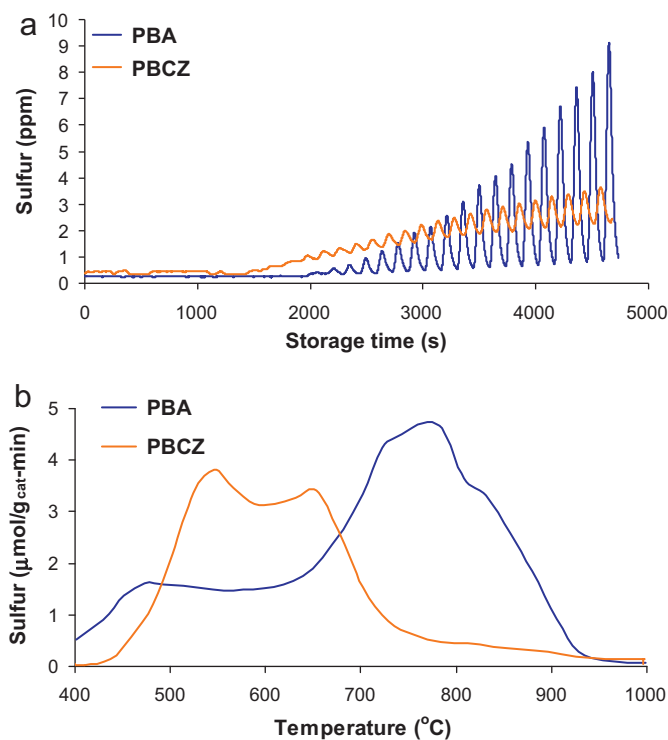 a
PBA
PBCZ
Sulfur (ppm)
10
9
8
7
6
5
4
3
2
1
0
0 1000 2000 3000 4000 5000
Storage time (s)
b
PBA
PBCZ
Sulfur (μmol/gcat-min)
5
4
3
2
1
0
400 500 600 700 800 900 1000
Temperature (°C)